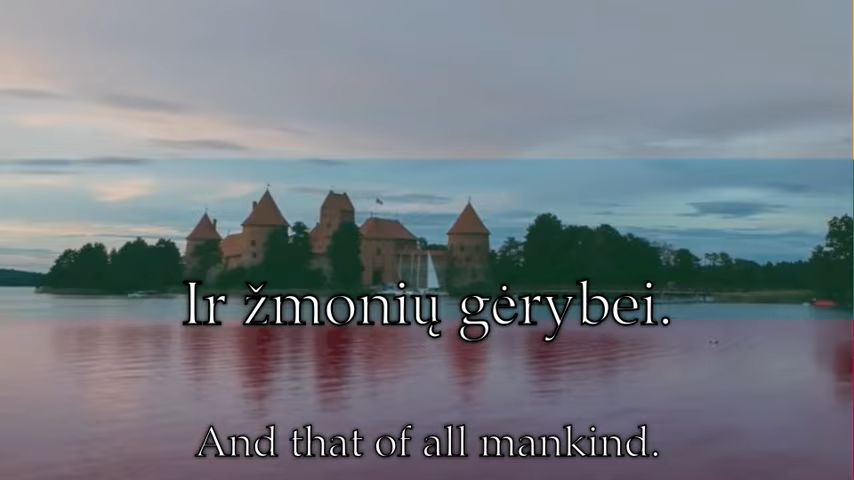 Ir žmonių gėrybei.
And that of all mankind.